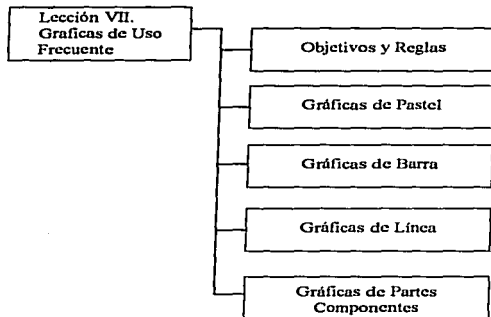 Lección VII.
Graficas de Uso
Frecuente
Objetivos y Reglas
Gráficas de Pastel
Gráficas de Barra
Gráficas de Línea
Gráficas de Partes
Componentes